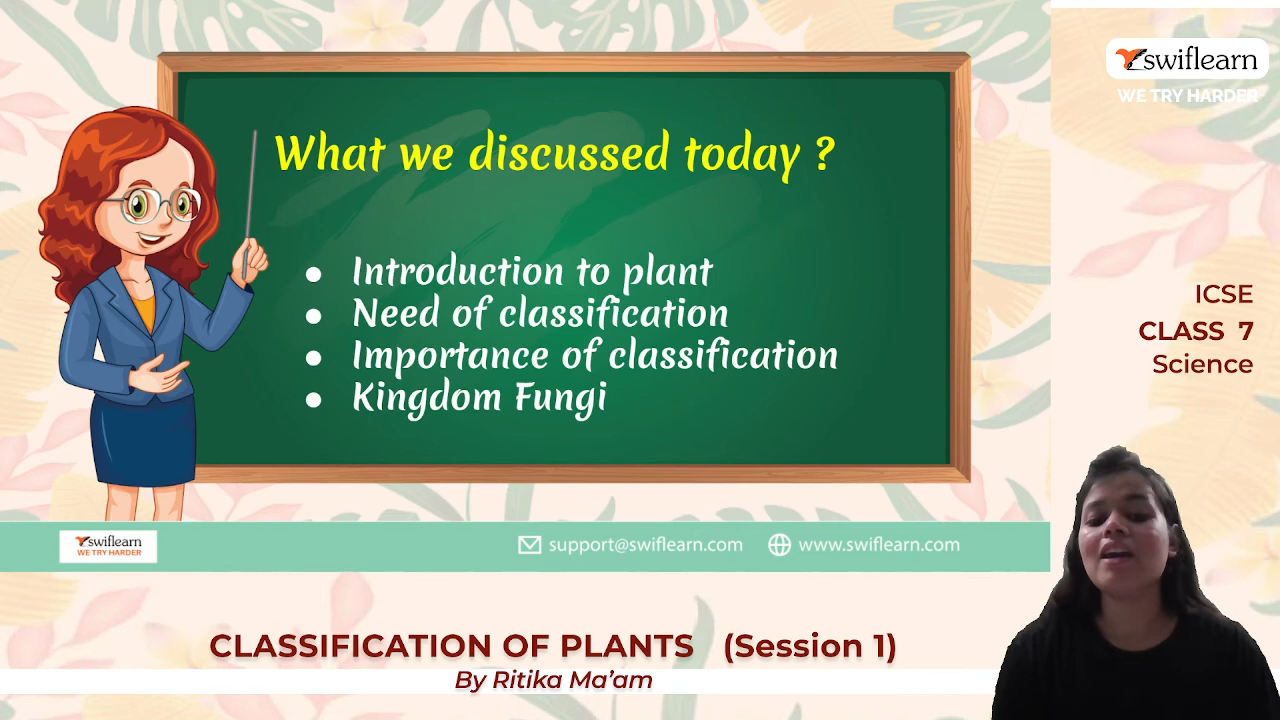 swiflearn
WE TRY HARDER
What we discussed today ?
● Introduction to plant
● Need of classification
● Importance of classification
● Kingdom Fungi
ICSE
CLASS 7
Science
swiflearn
WE TRY HARDER
support@swiflearn.com
www.swiflearn.com
CLASSIFICATION OF PLANTS (Session 1)
By Ritika Ma'am